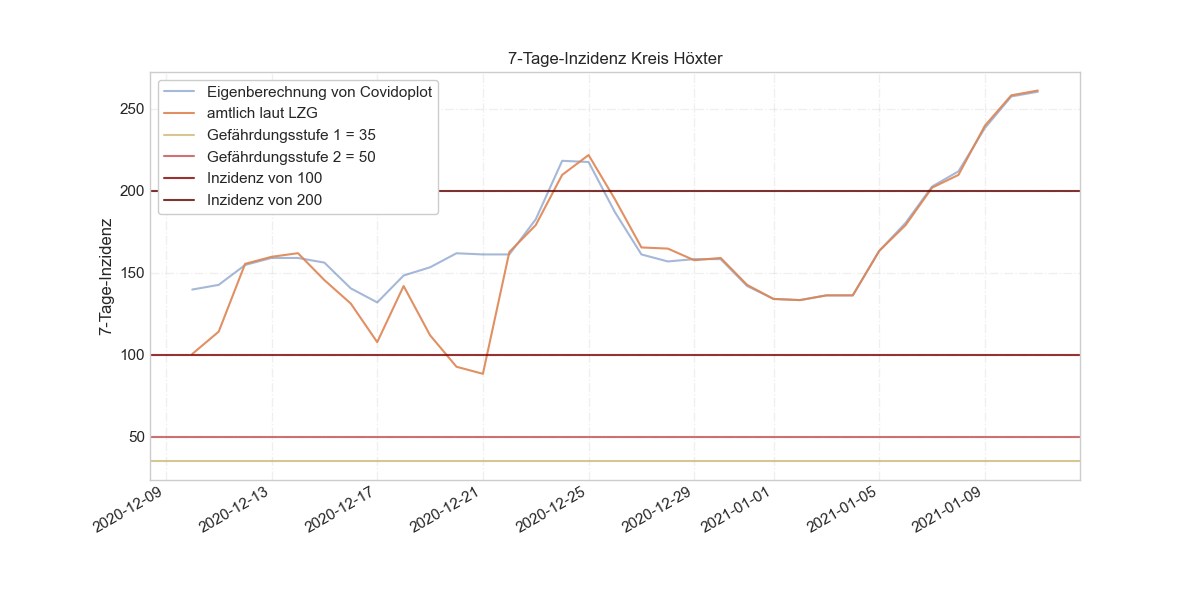 7-Tage-Inzidenz Kreis Höxter
Eigenberechnung von Covidoplot
amtlich laut LZG
Gefährdungsstufe 1 = 35
Gefährdungsstufe 2 = 50
Inzidenz von 100
Inzidenz von 200
7-Tage-Inzidenz
250
200
150
100
50
2020-12-09
2020-12-13
2020-12-17
2020-12-21
2020-12-25
2020-12-29
2021-01-01
2021-01-05
2021-01-09